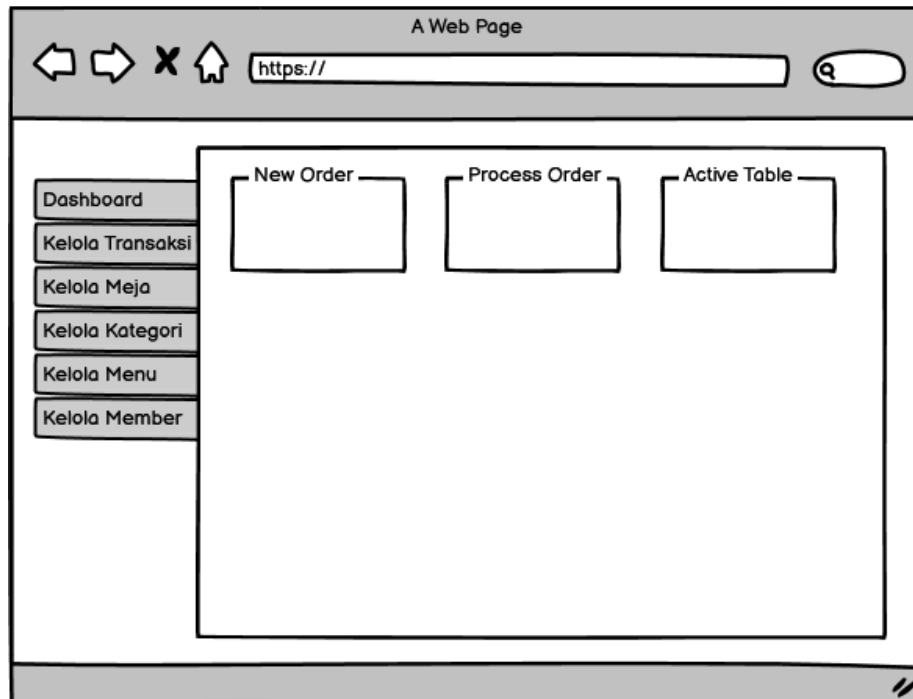 A Web Page
https://
New Order
Process Order
Active Table
Dashboard
Kelola Transaksi
Kelola Meja
Kelola Kategori
Kelola Menu
Kelola Member